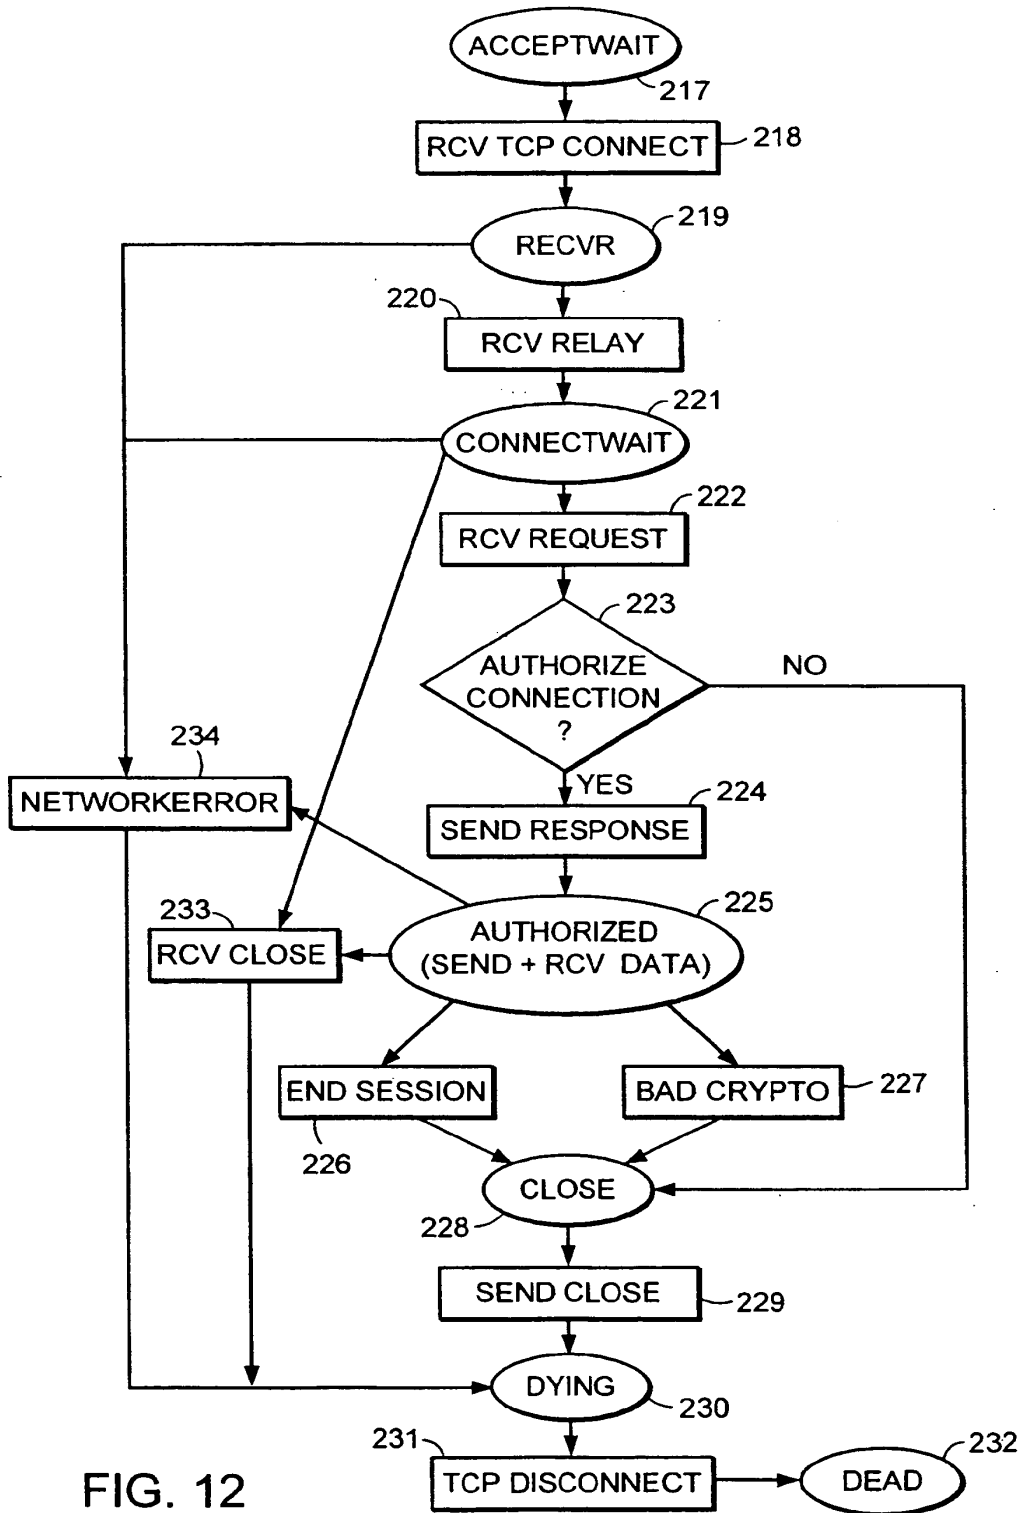 ACCEPTWAIT
217
RCV TCP CONNECT
218
RECVR
219
220
RCV RELAY
221
CONNECTWAIT
222
RCV REQUEST
223
AUTHORIZE
CONNECTION
?
NO
YES
234
NETWORKERROR
224
SEND RESPONSE
225
AUTHORIZED
(SEND + RCV DATA)
233
RCV CLOSE
END SESSION
226
BAD CRYPTO
227
CLOSE
228
SEND CLOSE
229
DYING
230
231
TCP DISCONNECT
232
DEAD
FIG. 12